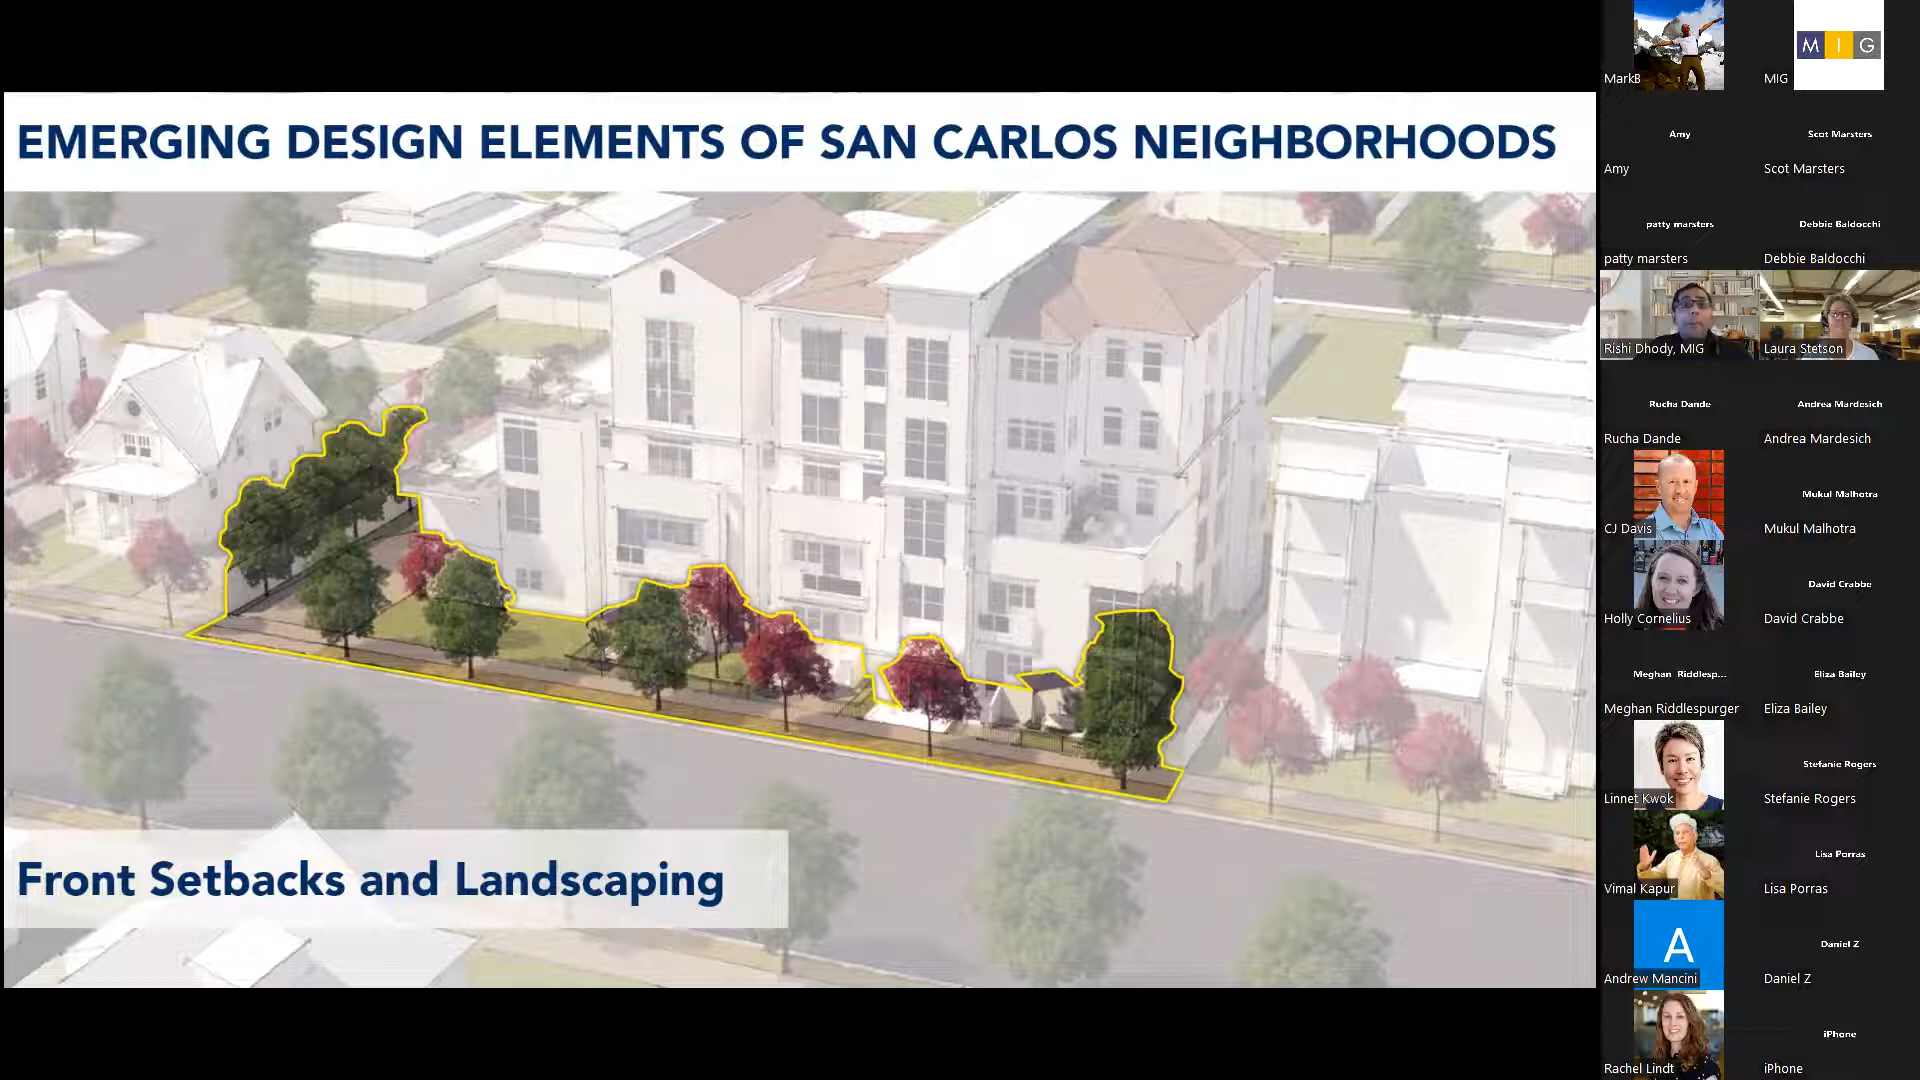 EMERGING DESIGN ELEMENTS OF SAN CARLOS NEIGHBORHOODS
Front Setbacks and Landscaping
MarkB
M I G
MIG
Amy
Amy
Scot Marsters
Scot Marsters
patty marsters
patty marsters
Debbie Baldocchi
Debbie Baldocchi
Rishi Dhody, MIG
Laura Stetson
Rucha Dande
Rucha Dande
Andrea Mardesich
Andrea Mardesich
CJ Davis
Mukul Malhotra
Mukul Malhotra
Holly Cornelius
David Crabbe
David Crabbe
Meghan Riddlesp...
Meghan Riddlespurger
Eliza Bailey
Eliza Bailey
Linnet Kwok
Stefanie Rogers
Stefanie Rogers
Vimal Kapur
Lisa Porras
Lisa Porras
A
Andrew Mancini
Daniel Z
Daniel Z
Rachel Lindt
iPhone
iPhone